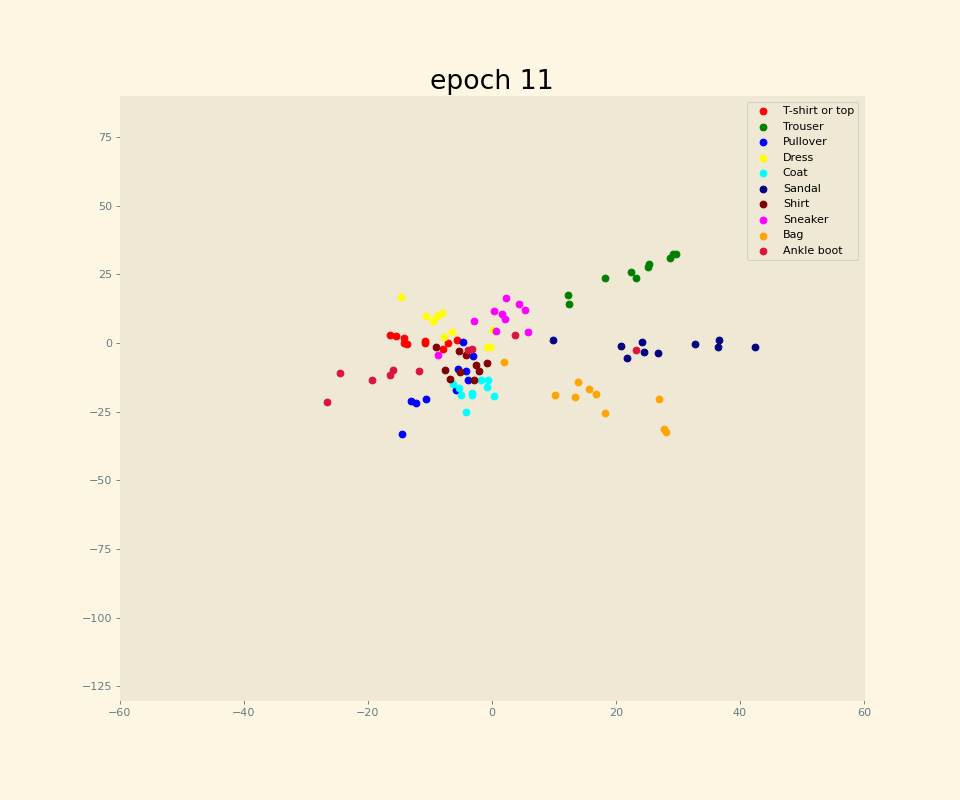 epoch 11
T-shirt or top
Trouser
Pullover
Dress
Coat
Sandal
Shirt
Sneaker
Bag
Ankle boot
75
50
25
0
−25
−50
−75
−100
−125
−60 −40 −20 0 20 40 60